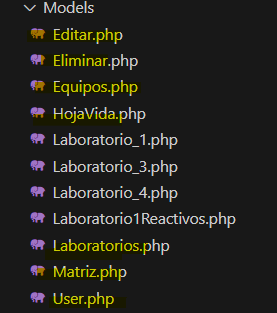 Models
Editar.php
Eliminar.php
Equipos.php
HojaVida.php
Laboratorio_1.php
Laboratorio_3.php
Laboratorio_4.php
Laboratorio1Reactivos.php
Laboratorios.php
Matriz.php
User.php